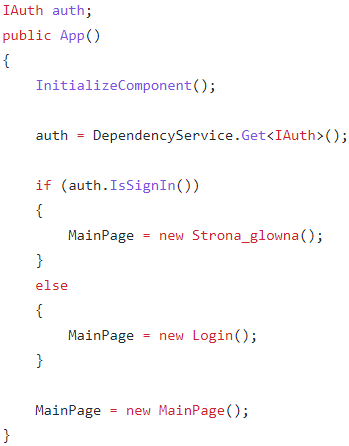 IAuth auth;
public App()
{
    InitializeComponent();

    auth = DependencyService.Get<IAuth>();

    if (auth.IsSignIn())
    {
        MainPage = new Strona_glowna();
    }
    else
    {
        MainPage = new Login();
    }

    MainPage = new MainPage();
}